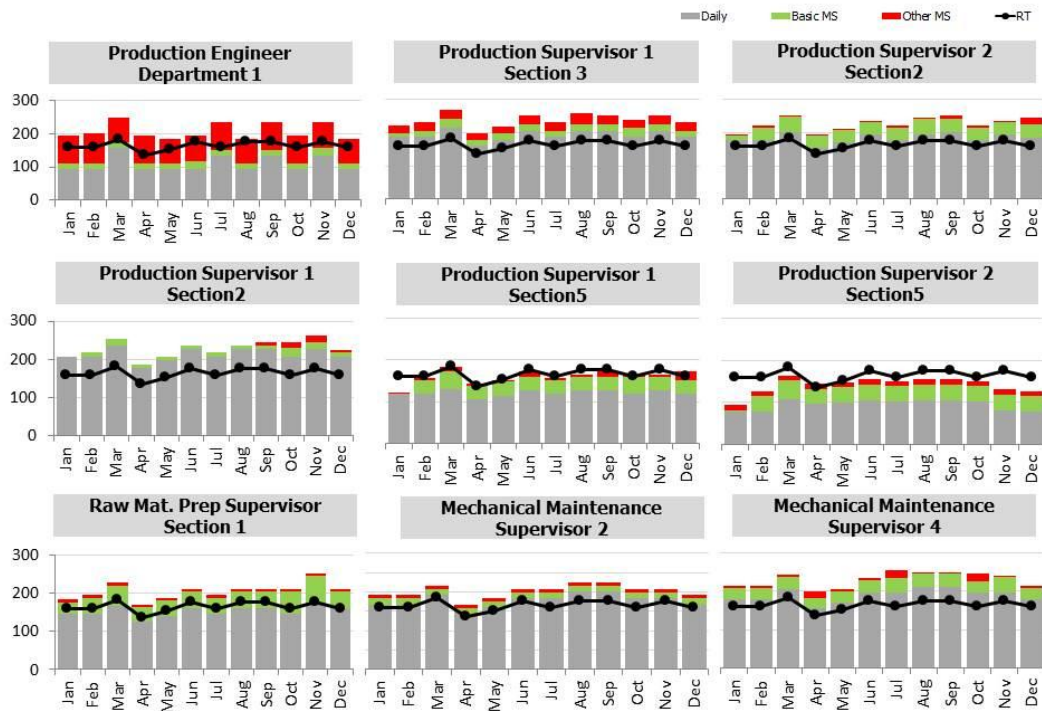 Daily Basic MS Other MS RT
Production Engineer
Department 1
Production Supervisor 1
Section 3
Production Supervisor 2
Section2
300
200
100
0
Jan Feb Mar Apr May Jun Jul Aug Sep Oct Nov Dec
Jan Feb Mar Apr May Jun Jul Aug Sep Oct Nov Dec
Jan Feb Mar Apr May Jun Jul Aug Sep Oct Nov Dec
Production Supervisor 1
Section2
Production Supervisor 1
Section5
Production Supervisor 2
Section5
300
200
100
0
Jan Feb Mar Apr May Jun Jul Aug Sep Oct Nov Dec
Jan Feb Mar Apr May Jun Jul Aug Sep Oct Nov Dec
Jan Feb Mar Apr May Jun Jul Aug Sep Oct Nov Dec
Raw Mat. Prep Supervisor
Section 1
Mechanical Maintenance
Supervisor 2
Mechanical Maintenance
Supervisor 4
300
200
100
0
Jan Feb Mar Apr May Jun Jul Aug Sep Oct Nov Dec
Jan Feb Mar Apr May Jun Jul Aug Sep Oct Nov Dec
Jan Feb Mar Apr May Jun Jul Aug Sep Oct Nov Dec